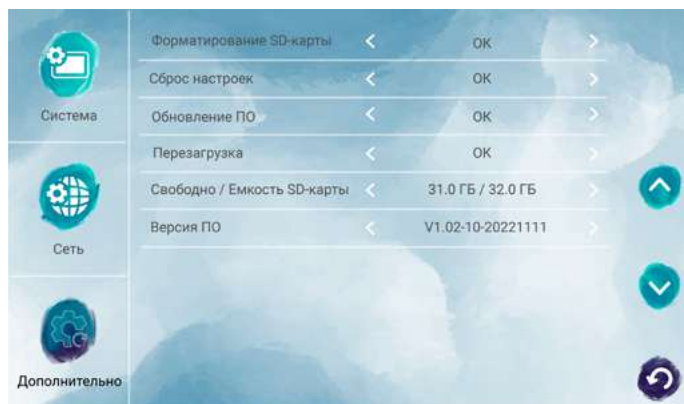 Форматирование SD-карты < OK >
Система
Сброс настроек < OK >
Обновление ПО < OK >
Перезагрузка < OK >
Сеть
Свободно / Емкость SD-карты < 31.0 ГБ / 32.0 ГБ >
Версия ПО < V1.02-10-20221111 >
Дополнительно